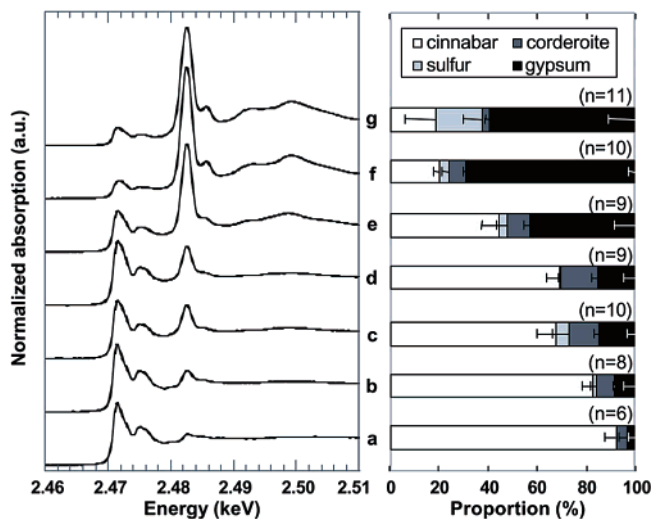 cinnabar corderoite
sulfur gypsum
(n=11)
g
(n=10)
f
(n=9)
e
(n=9)
d
(n=10)
c
(n=8)
b
(n=6)
a
Normalized absorption (a.u.)
2.46 2.47 2.48 2.49 2.50 2.51
Energy (keV)
0 20 40 60 80 100
Proportion (%)